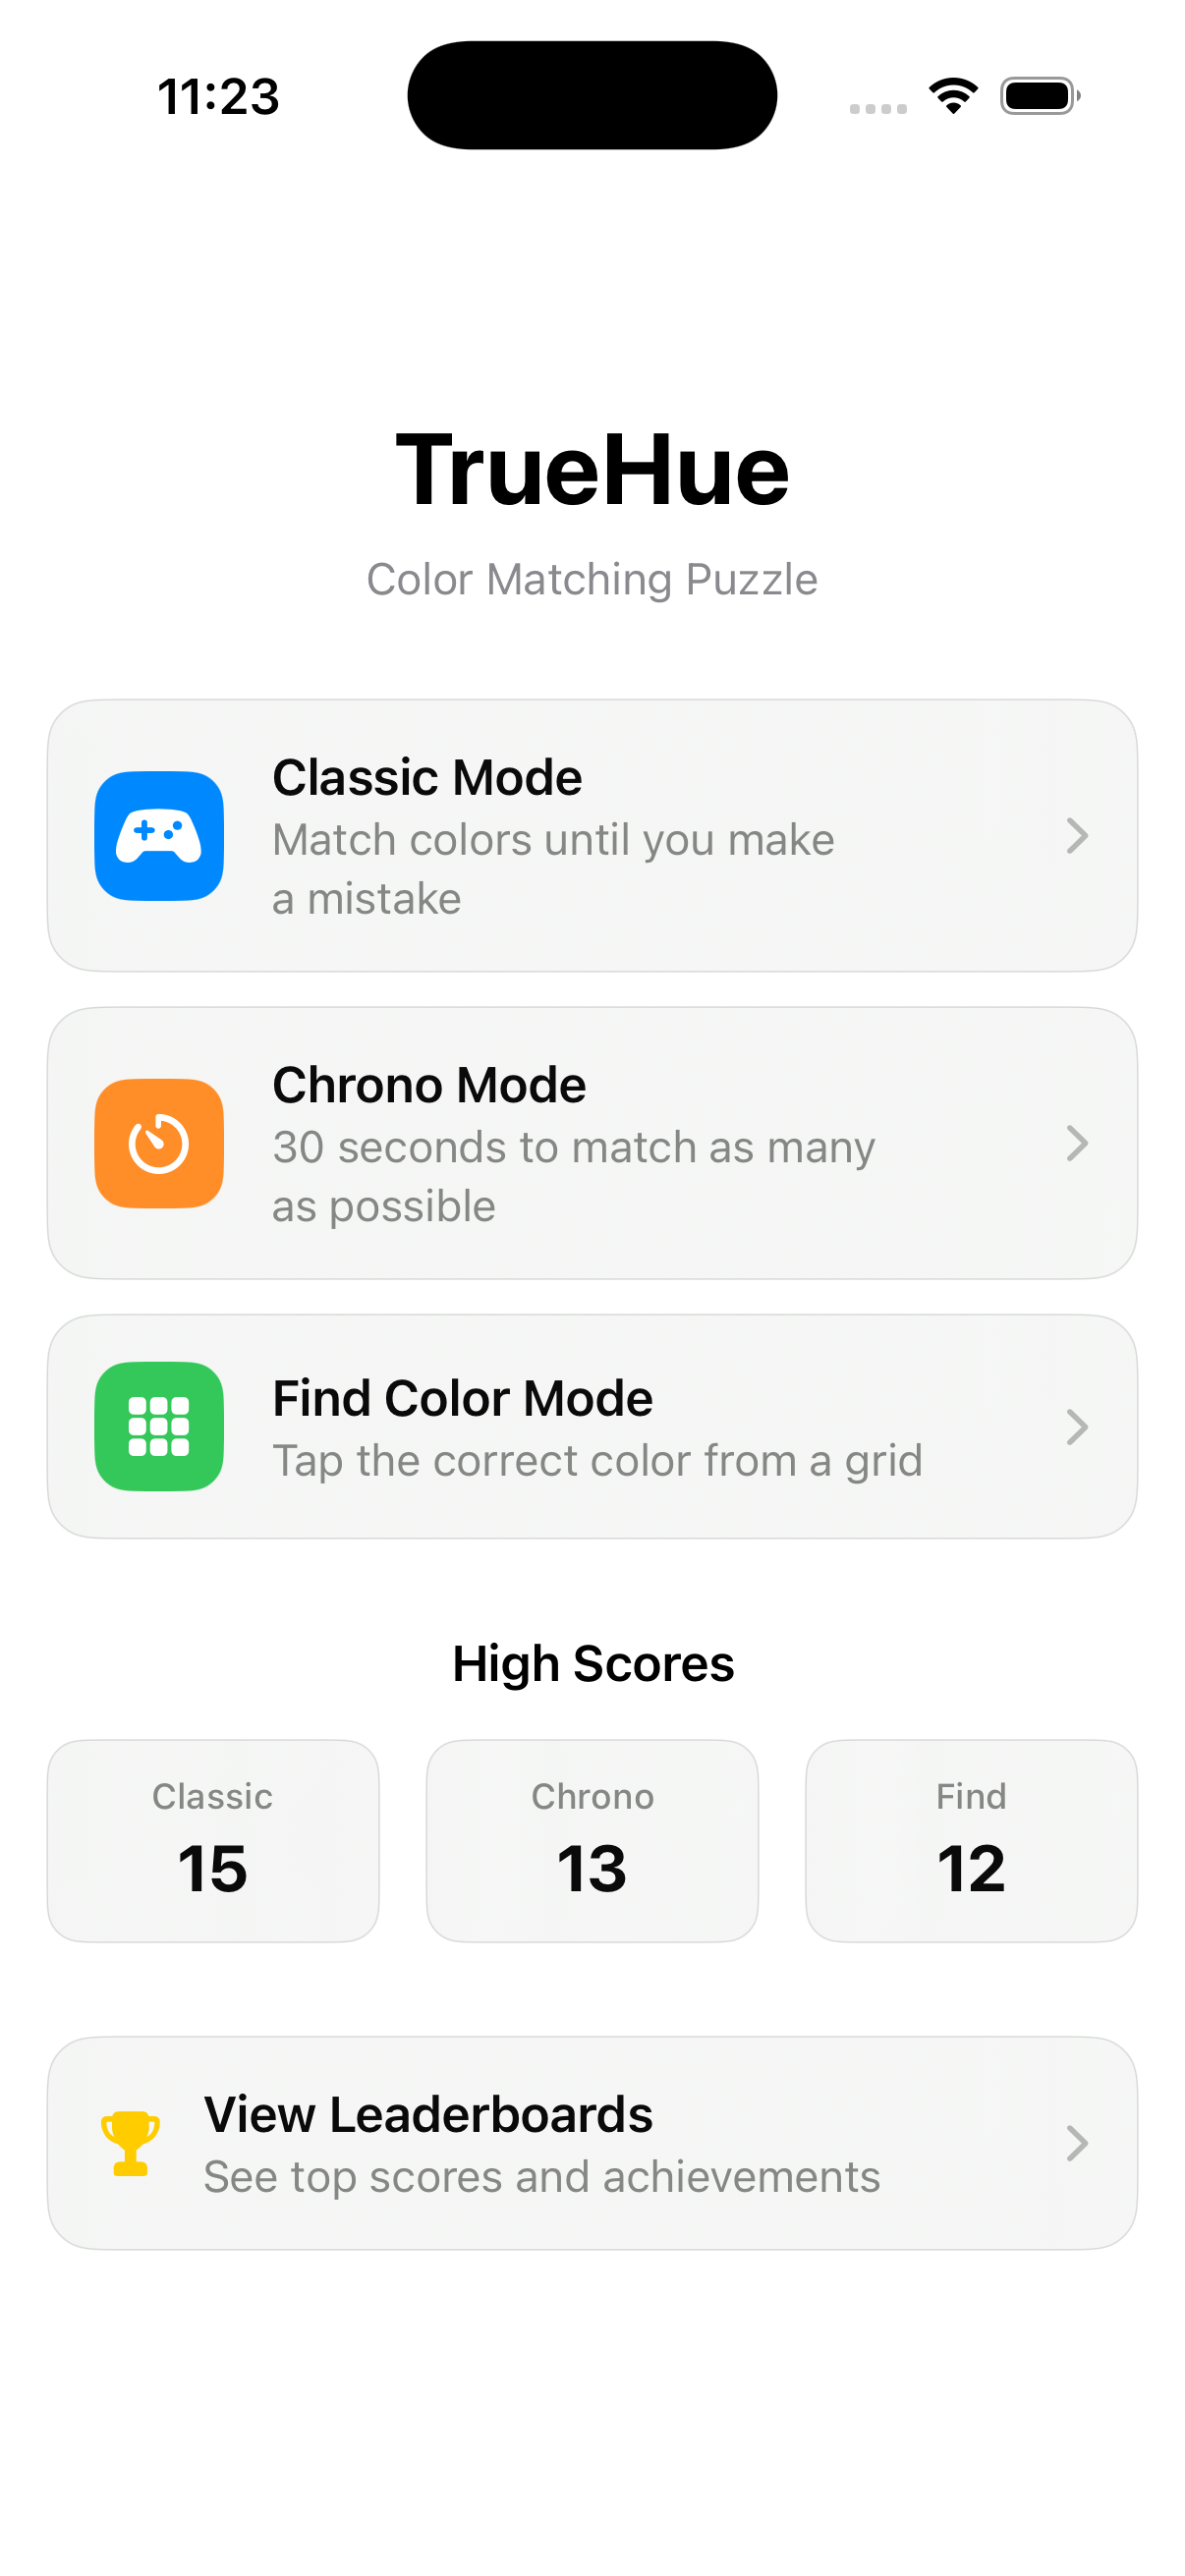 11:23
TrueHue
Color Matching Puzzle
Classic Mode
Match colors until you make
a mistake
Chrono Mode
30 seconds to match as many
as possible
Find Color Mode
Tap the correct color from a grid
High Scores
Classic
15
Chrono
13
Find
12
View Leaderboards
See top scores and achievements